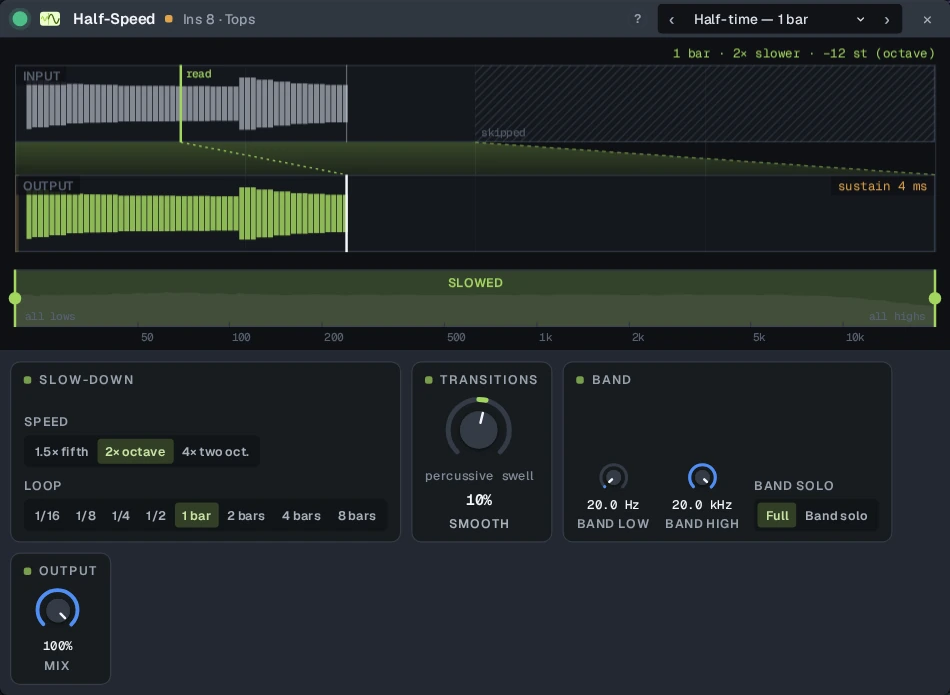 Half-Speed Ins 8 · Tops ? ‹ Half-time — 1 bar › ×
1 bar · 2× slower · −12 st (octave)
INPUT
read
skipped
OUTPUT
sustain 4 ms
SLOWED
all lows all highs
50 100 200 500 1k 2k 5k 10k
SLOW-DOWN
SPEED
1.5× fifth 2× octave 4× two oct.
LOOP
1/16 1/8 1/4 1/2 1 bar 2 bars 4 bars 8 bars
TRANSITIONS
percussive swell
10%
SMOOTH
BAND
20.0 Hz
BAND LOW
20.0 kHz
BAND HIGH
BAND SOLO
Full Band solo
OUTPUT
100%
MIX